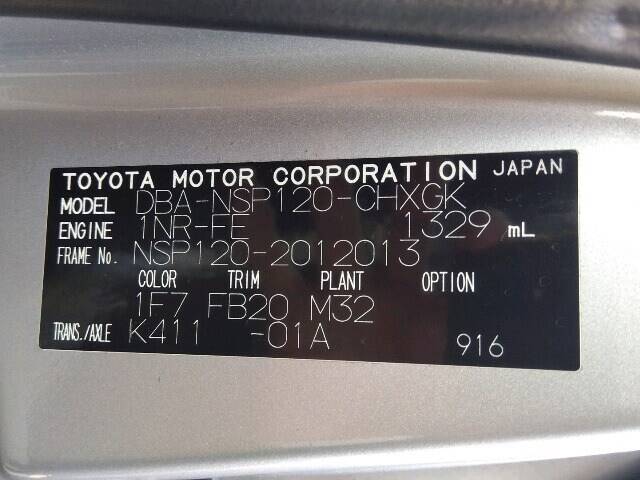 TOYOTA MOTOR CORPORATION JAPAN
MODEL DBA-NSP120-CHXGK
ENGINE 1NR-FE 1329 mL
FRAME No. NSP120-2012013
COLOR TRIM PLANT OPTION
1F7 FB20 M32
TRANS./AXLE K411 -01A 916